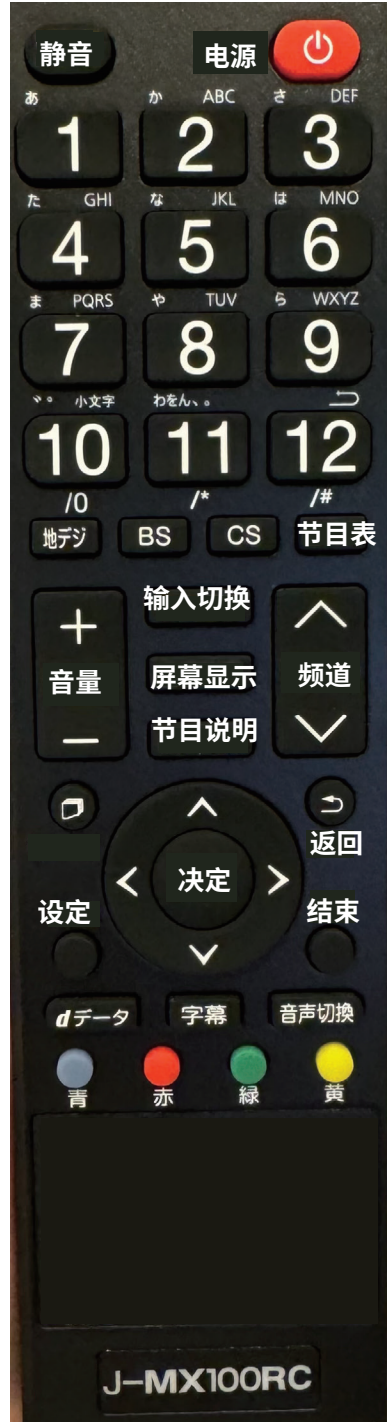 静音 电源
あ か ABC さ DEF
1 2 3
た GHI な JKL は MNO
4 5 6
ま PQRS や TUV ら WXYZ
7 8 9
゛゜ 小文字 わをん、。
10 11 12
/0 /* /#
地デジ BS CS 节目表
输入切换
+
音量 屏幕显示 频道
− 节目说明
返回
决定
设定 结束
dデータ 字幕 音声切換
青 赤 緑 黄
J-MX100RC